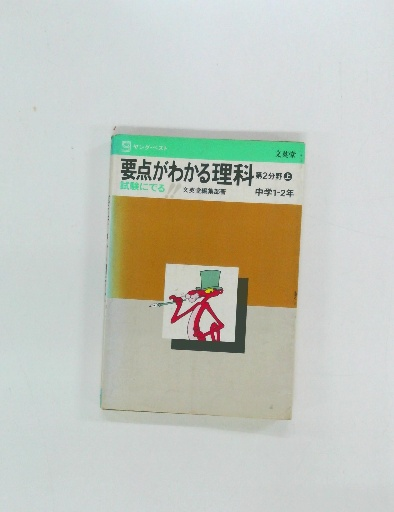 シグマベスト
文英堂
要点がわかる理科 第2分野 上
試験にでる!!
文英堂編集部著
中学1-2年